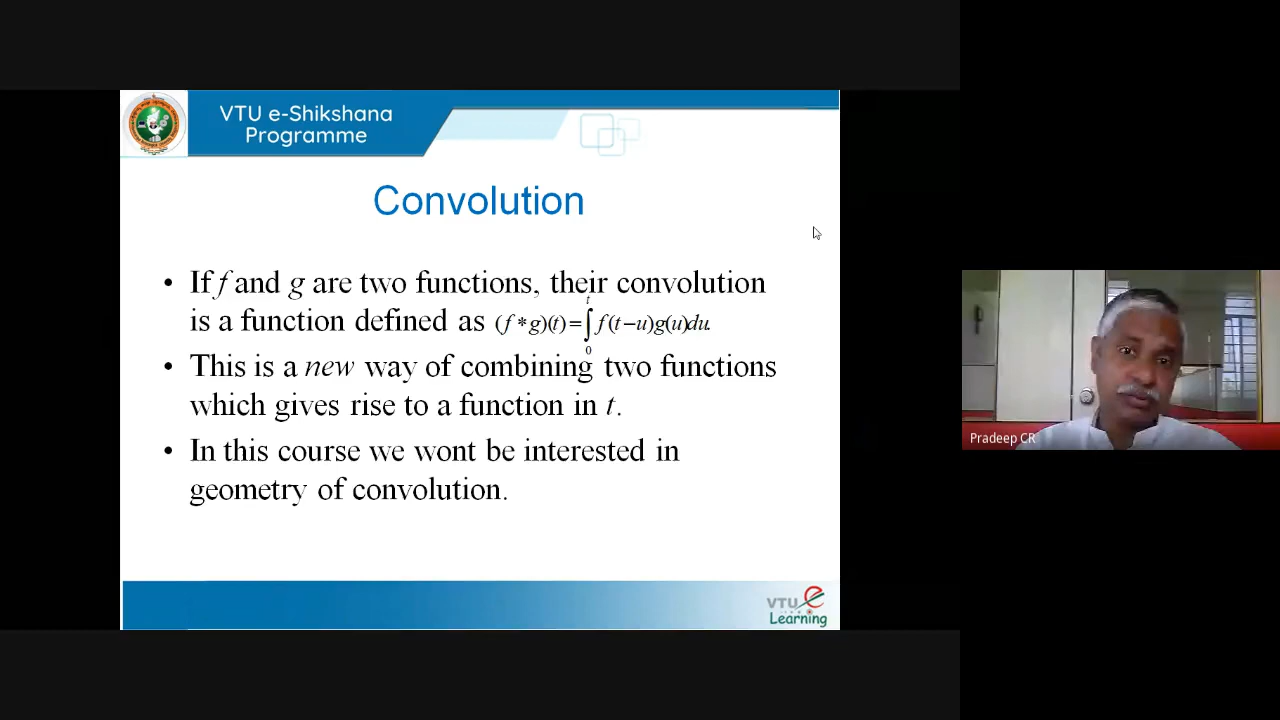 VTU e-Shikshana
Programme
Convolution
• If f and g are two functions, their convolution
is a function defined as (f*g)(t)=∫₀ᵗ f(t−u)g(u)du.
• This is a new way of combining two functions
which gives rise to a function in t.
• In this course we wont be interested in
geometry of convolution.
Pradeep CR
VTU e
Learning